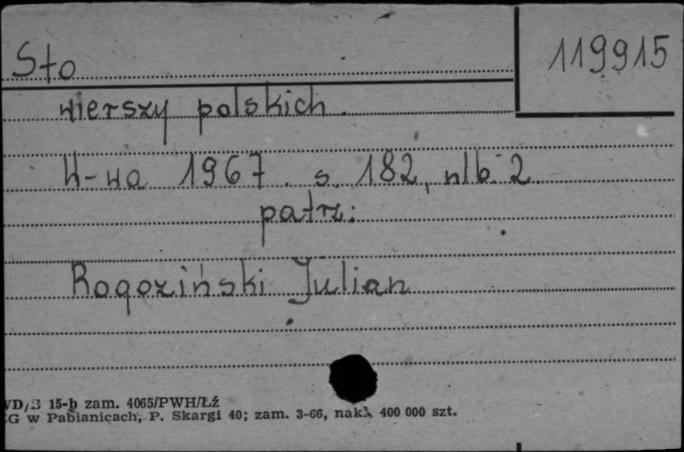 Sto
119915
wierszy polskich.
W-wa 1967. s. 182, nlb 2.
patrz:
Rogoziński Julian
15-b zam. 4065/PWH/Łź
w Pabianicach, P. Skargi 40; zam. 3-66, nakł. 400 000 szt.